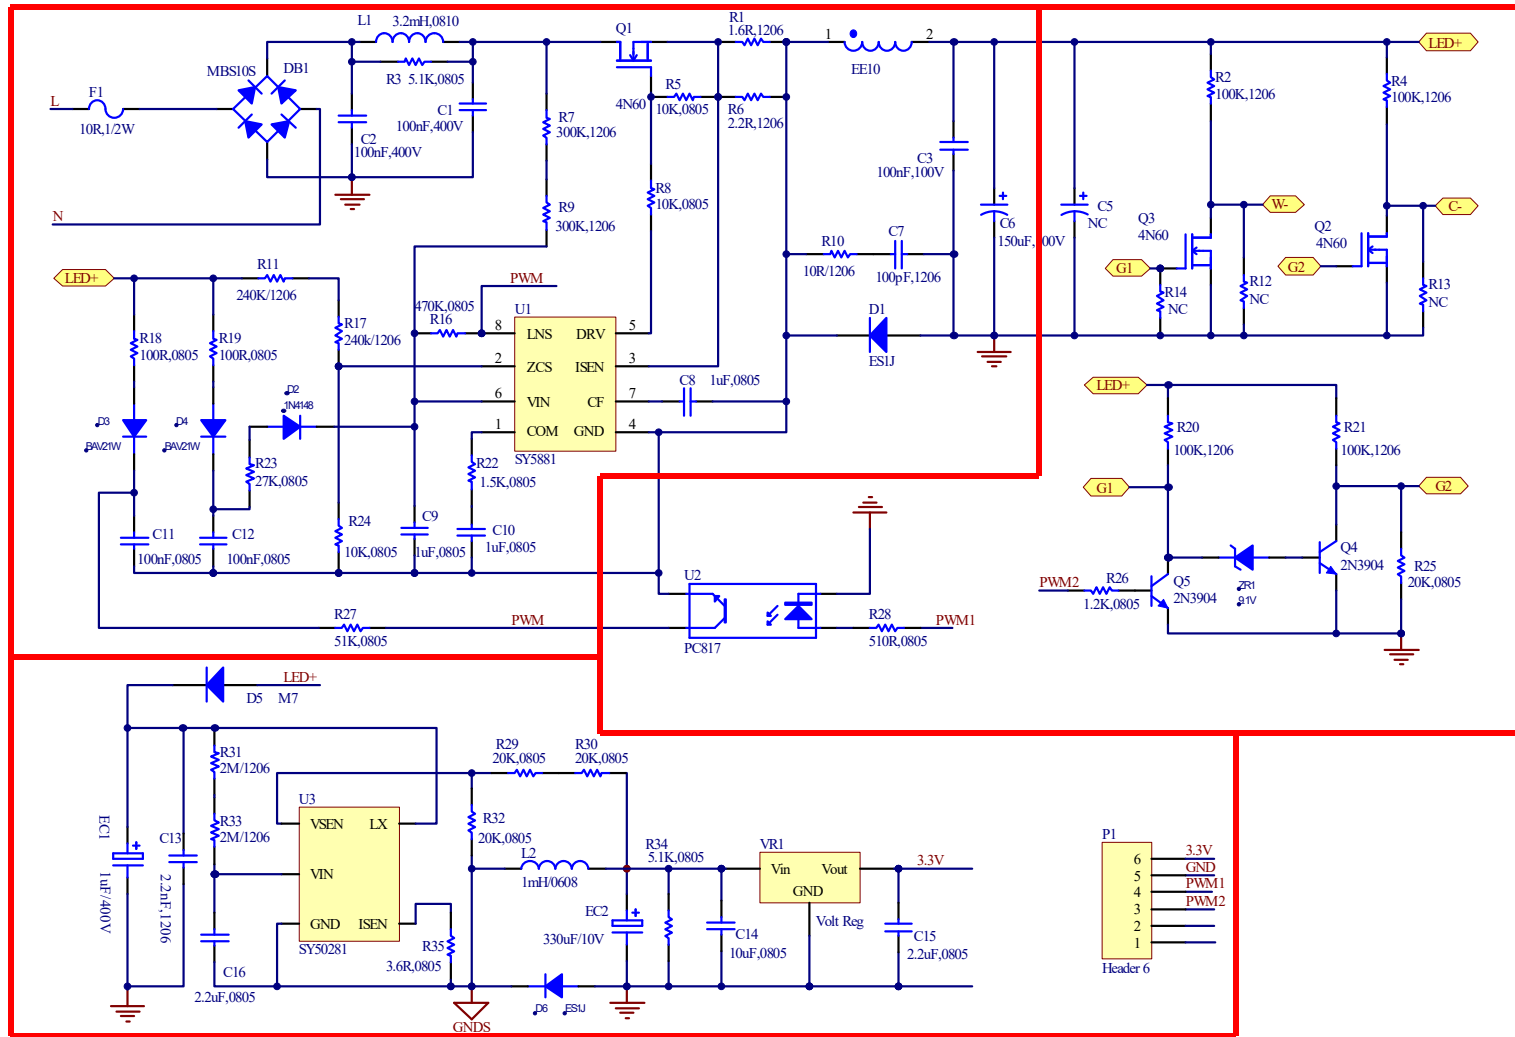 L1
3.2mH,0810
R3 5.1K,0805
MBS10S
DB1
L
F1
10R,1/2W
N
C2
100nF,400V
C1
100nF,400V
Q1
4N60
R1
1.6R,1206
R5
10K,0805
R6
2.2R,1206
R7
300K,1206
R8
10K,0805
R9
300K,1206
1
2
EE10
C3
100nF,100V
C6
150uF,100V
C5
NC
R2
100K,1206
R4
100K,1206
LED+
W-
C-
Q3
4N60
Q2
4N60
G1
G2
R14
NC
R12
NC
R13
NC
R10
10R/1206
C7
100pF,1206
D1
ES1J
LED+
R11
240K/1206
PWM
470K,0805
R16
R17
240k/1206
R18
100R,0805
R19
100R,0805
U1
8
LNS
DRV
5
2
ZCS
ISEN
3
6
VIN
CF
7
1
COM
GND
4
SY5881
C8
1uF,0805
D2
1N4148
D3
BAV21W
D4
BAV21W
R23
27K,0805
R22
1.5K,0805
C11
100nF,0805
C12
100nF,0805
R24
10K,0805
C9
1uF,0805
C10
1uF,0805
R27
51K,0805
PWM
U2
PC817
R28
510R,0805
PWM1
LED+
R20
100K,1206
R21
100K,1206
G1
G2
PWM2
R26
1.2K,0805
Q5
2N3904
ZR1
9.1V
Q4
2N3904
R25
20K,0805
LED+
D5 M7
R31
2M/1206
R33
2M/1206
EC1
1uF/400V
C13
2.2nF,1206
C16
2.2uF,0805
U3
VSEN
LX
VIN
GND
ISEN
SY50281
R35
3.6R,0805
R29
20K,0805
R30
20K,0805
R32
20K,0805
L2
1mH/0608
GNDS
D6
ES1J
EC2
330uF/10V
R34
5.1K,0805
C14
10uF,0805
VR1
Vin
Vout
GND
Volt Reg
3.3V
C15
2.2uF,0805
P1
6
3.3V
5
GND
4
PWM1
3
PWM2
2
1
Header 6